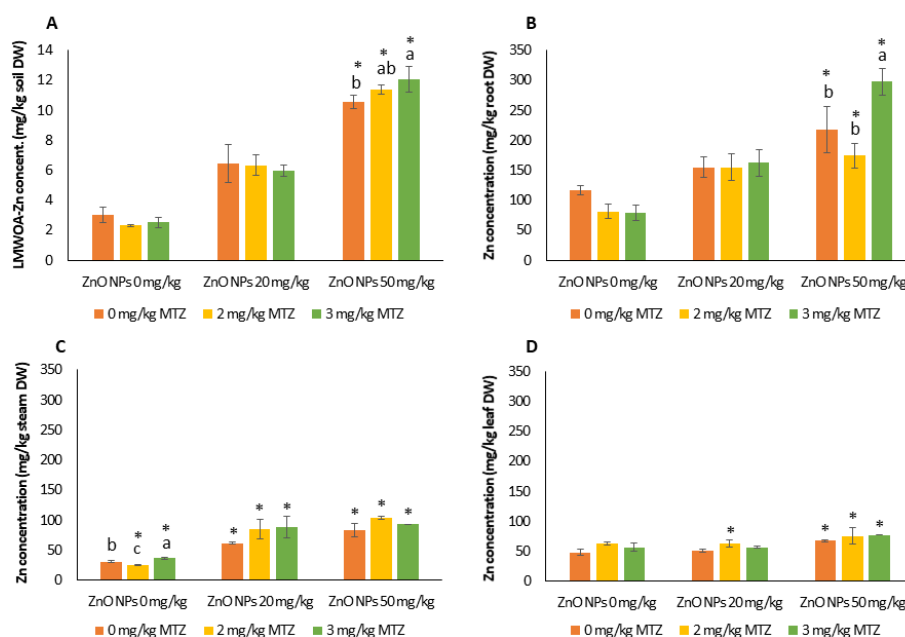 A
LMWOA-Zn concent. (mg/kg soil DW)
14
12
10
8
6
4
2
0
* * *
b ab a
ZnO NPs 0 mg/kg ZnO NPs 20 mg/kg ZnO NPs 50 mg/kg
0 mg/kg MTZ 2 mg/kg MTZ 3 mg/kg MTZ
B
Zn concentration (mg/kg root DW)
350
300
250
200
150
100
50
0
* * *
b b a
ZnO NPs 0 mg/kg ZnO NPs 20 mg/kg ZnO NPs 50 mg/kg
0 mg/kg MTZ 2 mg/kg MTZ 3 mg/kg MTZ
C
Zn concentration (mg/kg steam DW)
350
300
250
200
150
100
50
0
* * * * * * * *
b c a
ZnO NPs 0 mg/kg ZnO NPs 20 mg/kg ZnO NPs 50 mg/kg
0 mg/kg MTZ 2 mg/kg MTZ 3 mg/kg MTZ
D
Zn concentration (mg/kg leaf DW)
350
300
250
200
150
100
50
0
* * * *
ZnO NPs 0 mg/kg ZnO NPs 20 mg/kg ZnO NPs 50 mg/kg
0 mg/kg MTZ 2 mg/kg MTZ 3 mg/kg MTZ